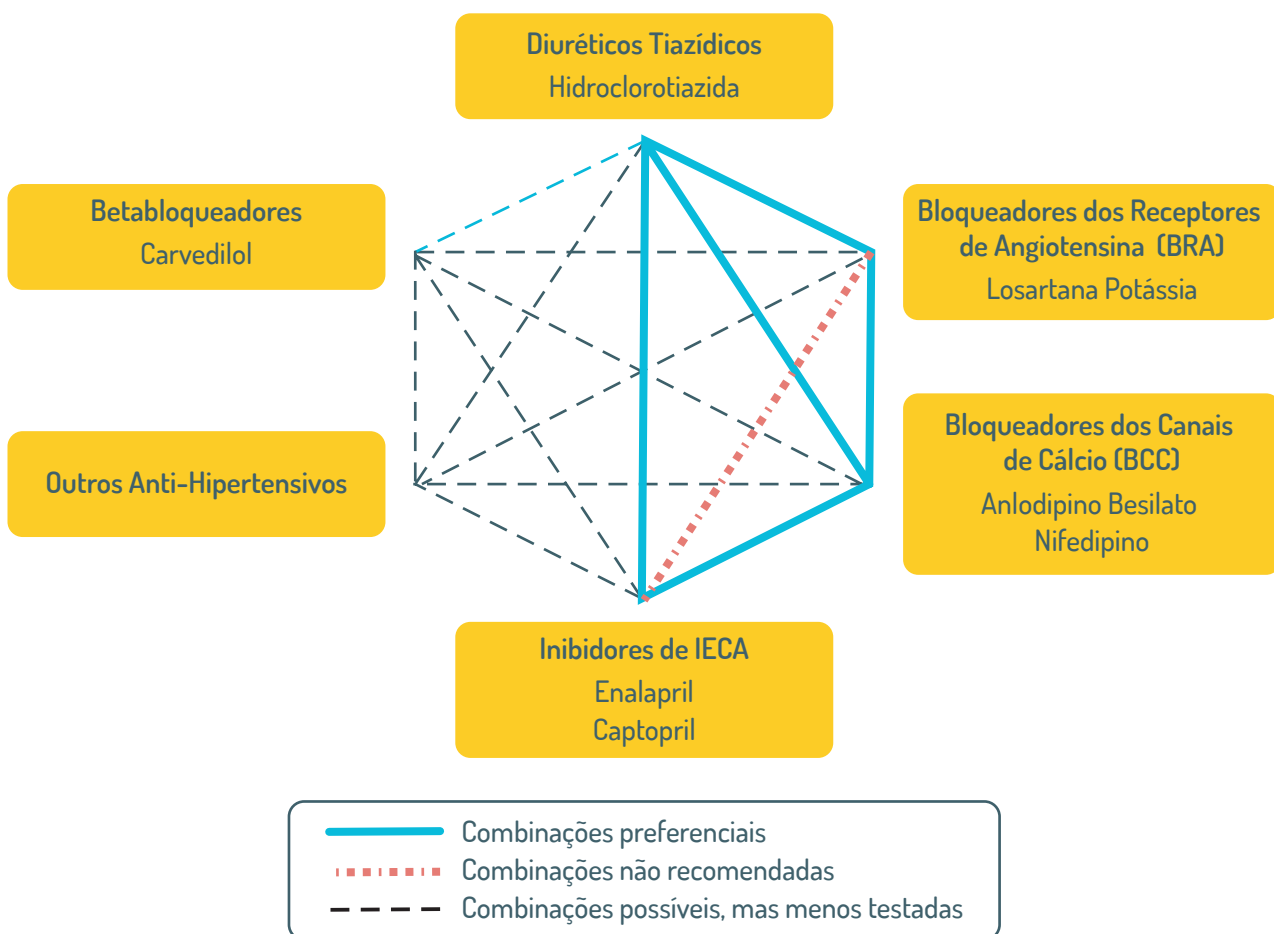 Diuréticos Tiazídicos
Hidroclorotiazida
Betabloqueadores
Carvedilol
Bloqueadores dos Receptores
de Angiotensina (BRA)
Losartana Potássia
Outros Anti-Hipertensivos
Bloqueadores dos Canais
de Cálcio (BCC)
Anlodipino Besilato
Nifedipino
Inibidores de IECA
Enalapril
Captopril
Combinações preferenciais
Combinações não recomendadas
Combinações possíveis, mas menos testadas